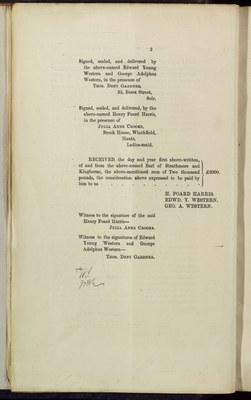 3
Signed, sealed, and delivered by
the above-named Edward Young
Western and George Adolphus
Western, in the presence of
THOS. DENT GARDNER,
35, Essex Street,
Solr.
Signed, sealed, and delivered, by the
above-named Henry Foard Harris,
in the presence of
JULIA ANNE CROOKS,
Brook House, Winchfield,
Hants,
Ladies-maid.
RECEIVED, the day and year first above-written,
of and from the above-named Earl of Strathmore and
Kinghorne, the above-mentioned sum of Two thousand £2000.
pounds, the consideration above expressed to be paid by
him to us
H. FOARD HARRIS.
EDWD. Y. WESTERN.
GEO. A. WESTERN.
Witness to the signature of the said
Henry Foard Harris—
JULIA ANNE CROOKS.
Witness to the signatures of Edward
Young Western and George
Adolphus Western—
THOS. DENT GARDNER.